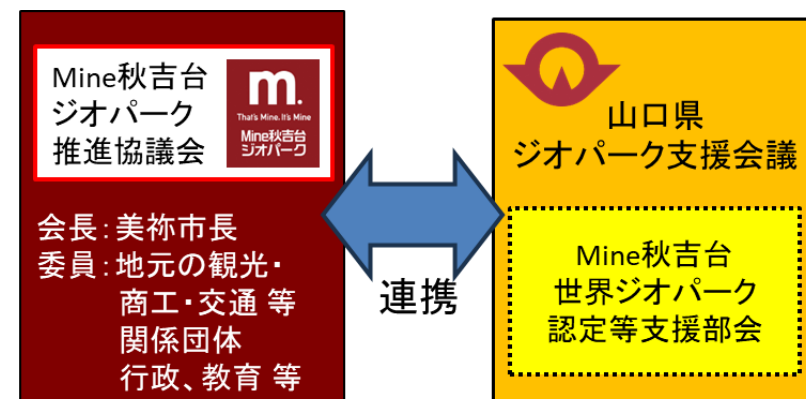 Mine秋吉台
ジオパーク
推進協議会
m.
That's Mine. It's Mine
Mine秋吉台
ジオパーク
会長：美祢市長
委員：地元の観光・
商工・交通 等
関係団体
行政、教育 等
連携
山口県
ジオパーク支援会議
Mine秋吉台
世界ジオパーク
認定等支援部会